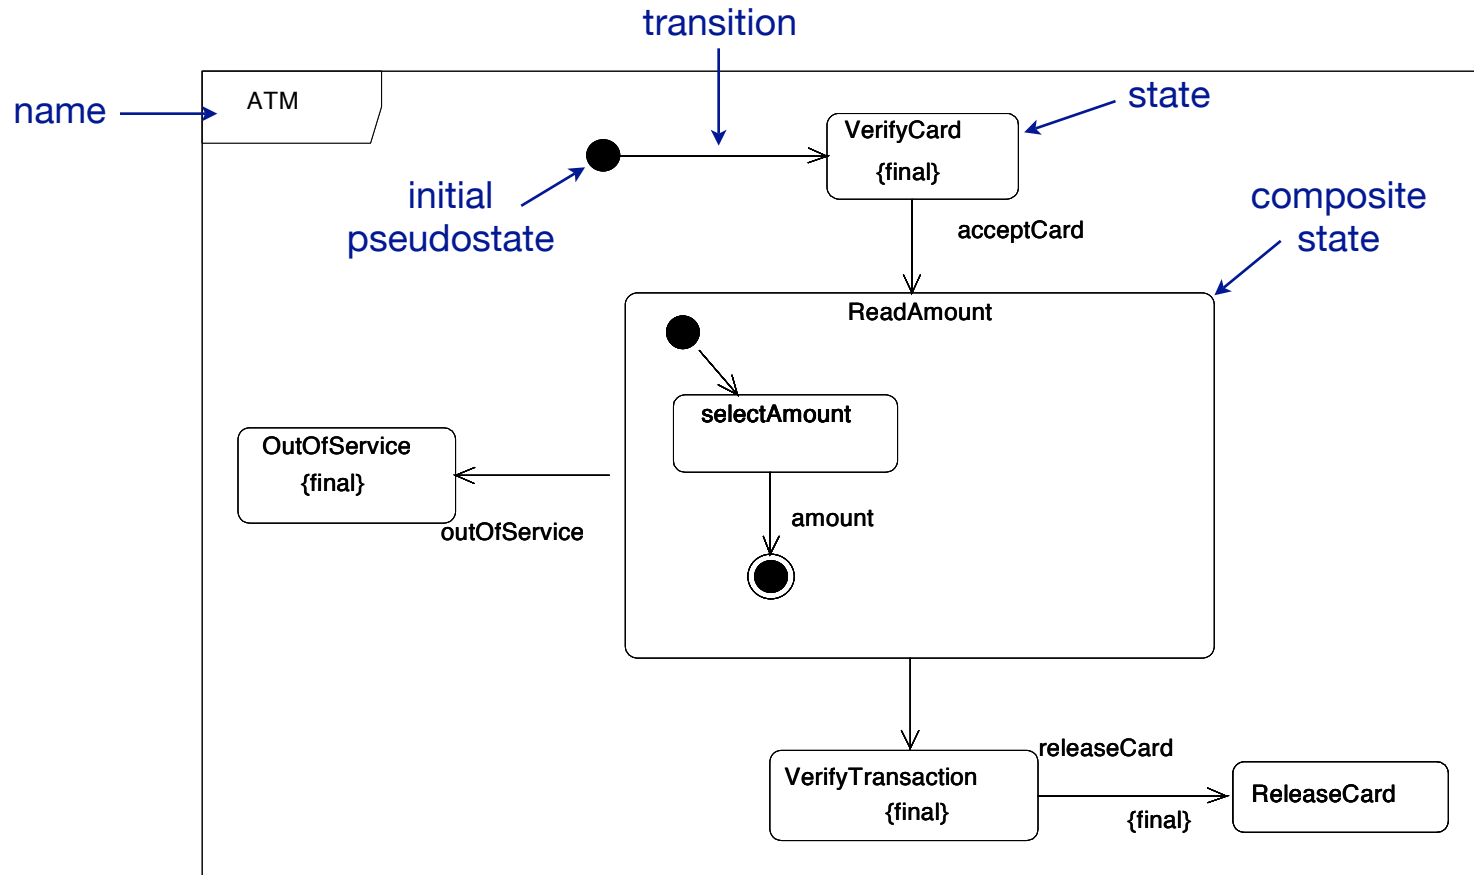 transition
name
ATM
state
VerifyCard
{final}
initial
pseudostate
composite
state
acceptCard
ReadAmount
selectAmount
OutOfService
{final}
outOfService
amount
releaseCard
VerifyTransaction
{final}
{final}
ReleaseCard